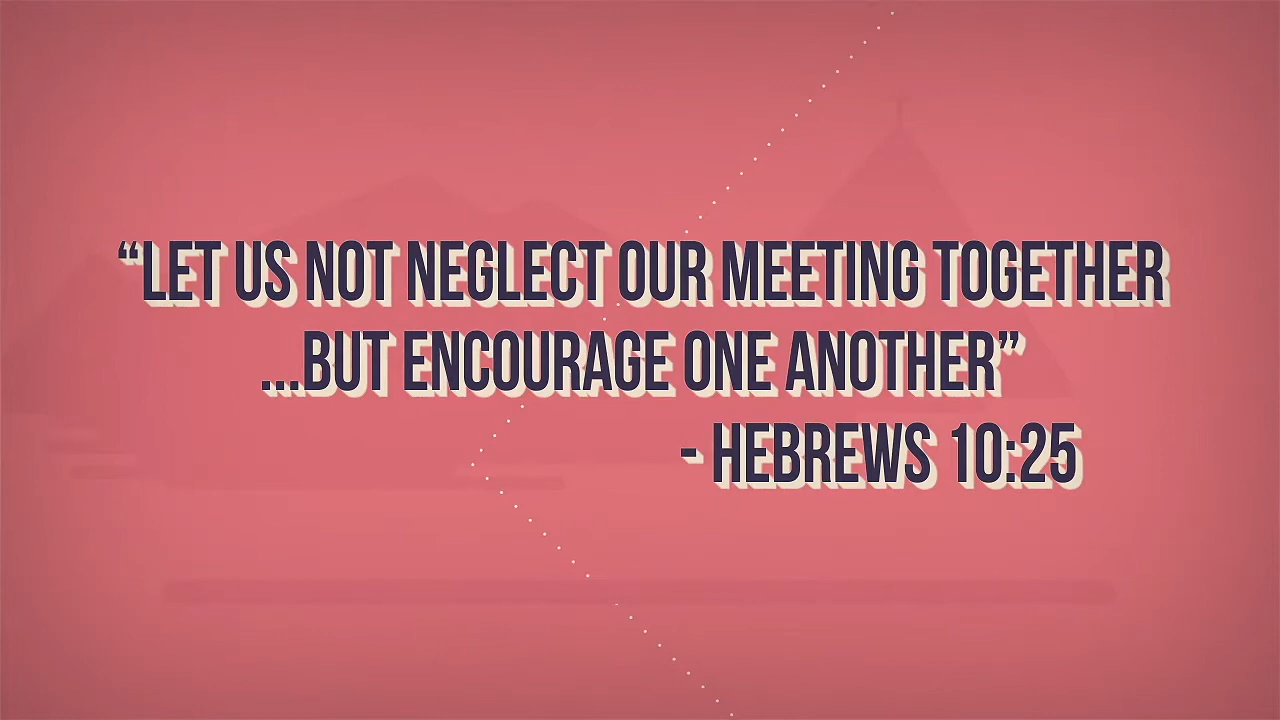 “LET US NOT NEGLECT OUR MEETING TOGETHER
...BUT ENCOURAGE ONE ANOTHER”
- HEBREWS 10:25